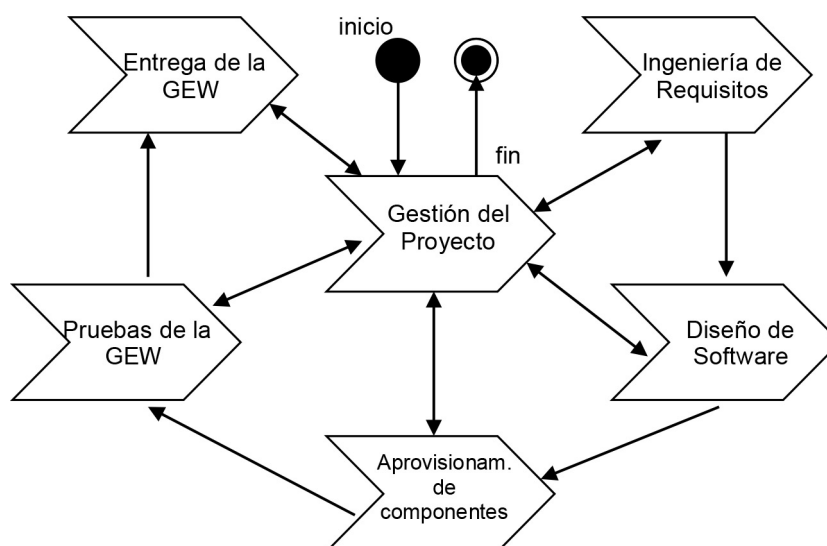 inicio
Entrega de la
GEW
Ingeniería de
Requisitos
fin
Gestión del
Proyecto
Pruebas de la
GEW
Diseño de
Software
Aprovisionam.
de
componentes